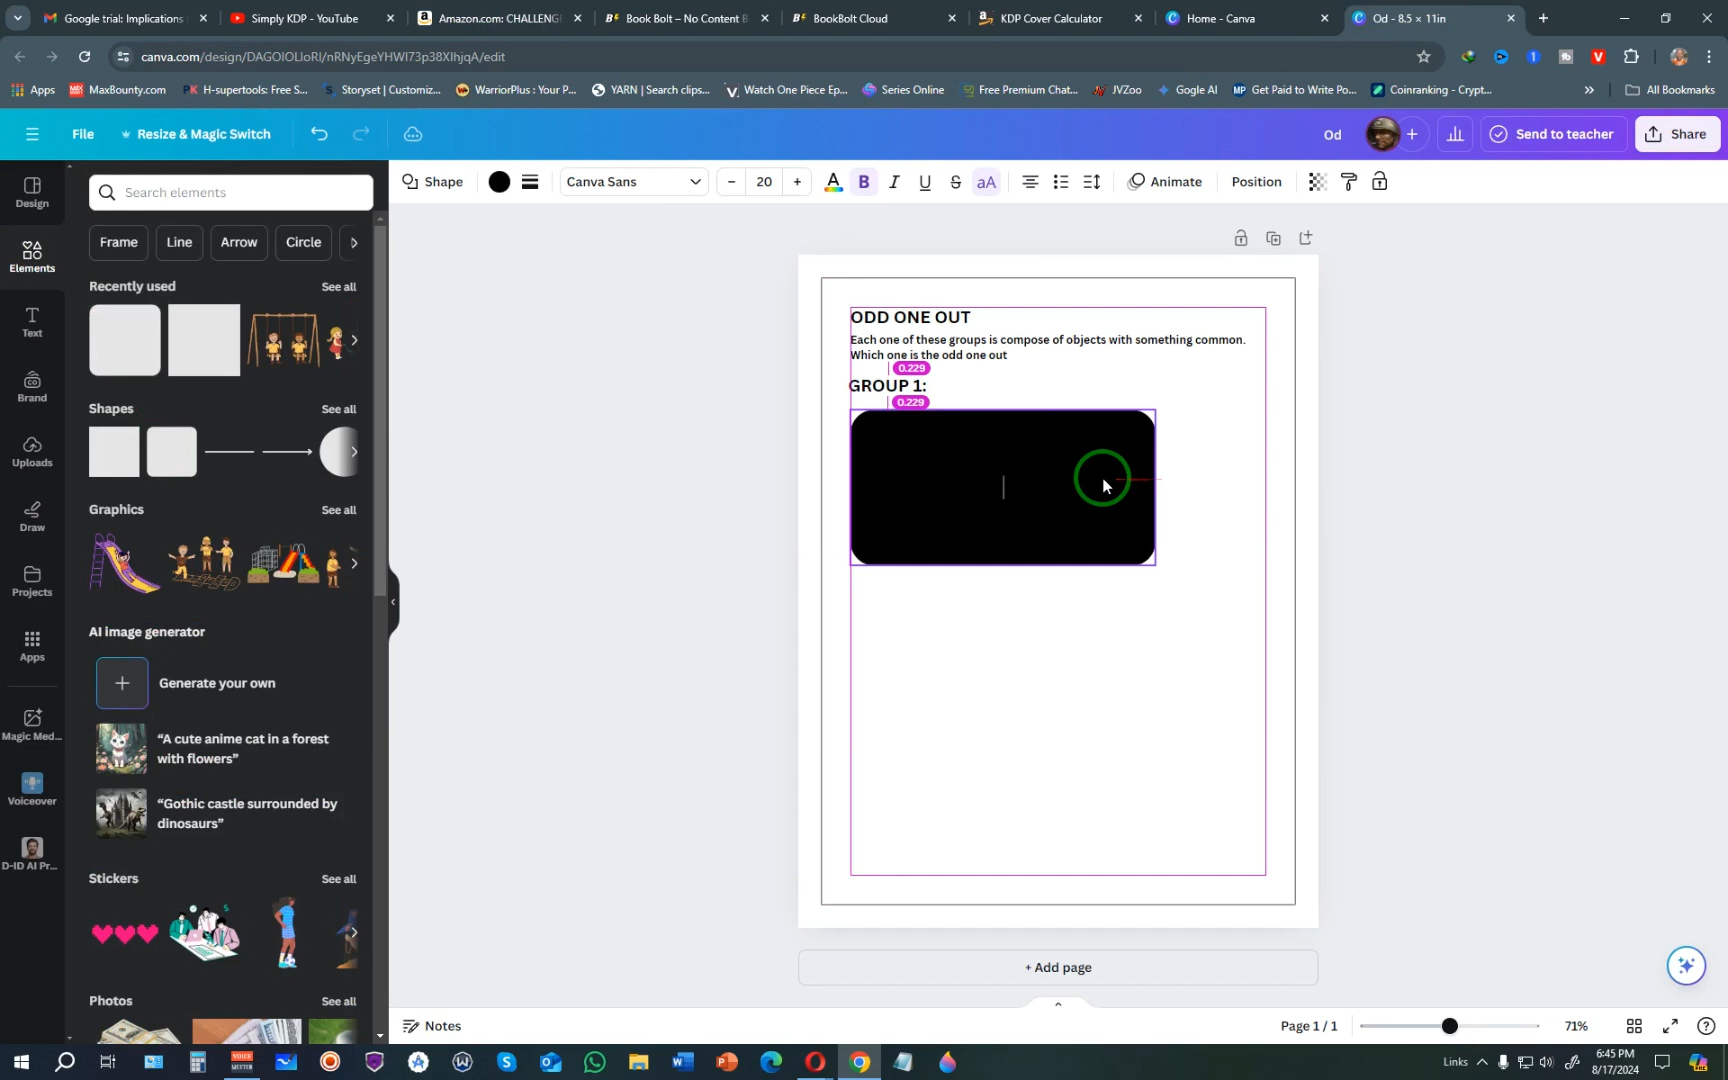 Google trial: Implications
Simply KDP - YouTube
Amazon.com: CHALLENG
Book Bolt – No Content B
BookBolt Cloud
KDP Cover Calculator
Home - Canva
Od - 8.5 × 11in
canva.com/design/DAGOIOLIoRI/nRNyEgeYHWI73p38XIhjqA/edit
Apps
MaxBounty.com
H-supertools: Free S...
Storyset | Customiz...
WarriorPlus : Your P...
YARN | Search clips...
Watch One Piece Ep...
Series Online
Free Premium Chat...
JVZoo
Gogle AI
Get Paid to Write Po...
Coinranking - Crypt...
All Bookmarks
File
Resize & Magic Switch
Od
Send to teacher
Share
Shape
Canva Sans
20
Animate
Position
Design
Elements
Text
Brand
Uploads
Draw
Projects
Apps
Magic Med...
Voiceover
D-ID AI Pr...
Search elements
Frame
Line
Arrow
Circle
Recently used
See all
Shapes
See all
Graphics
See all
AI image generator
Generate your own
“A cute anime cat in a forest
with flowers”
“Gothic castle surrounded by
dinosaurs”
Stickers
See all
Photos
See all
ODD ONE OUT
Each one of these groups is compose of objects with something common.
Which one is the odd one out
0.229
GROUP 1:
0.229
+ Add page
Notes
Page 1 / 1
71%
Links
6:45 PM
8/17/2024